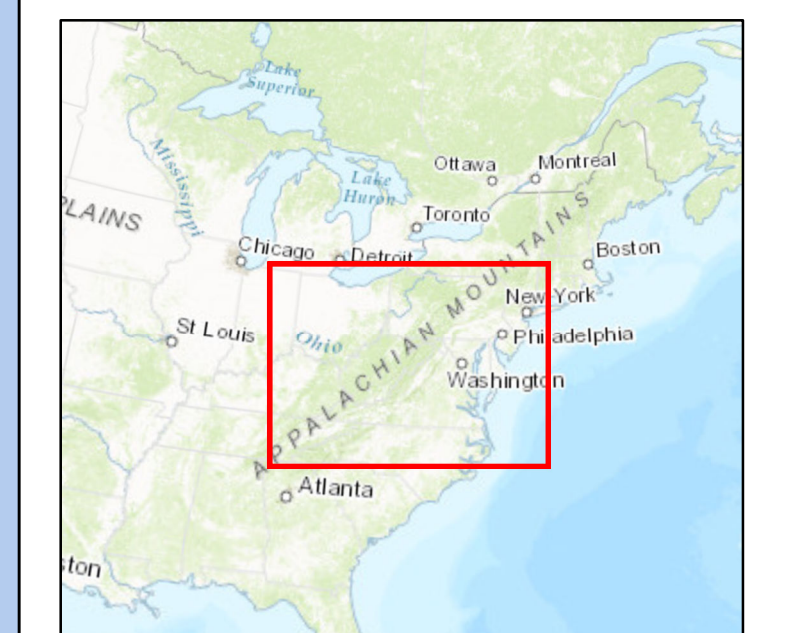 Lake
Superior
Mississippi
Ottawa
Montreal
Lake
Huron
PLAINS
Toronto
Chicago
Detroit
Boston
APPALACHIAN MOUNTAINS
New York
St Louis
Ohio
Philadelphia
Washington
Atlanta
ston